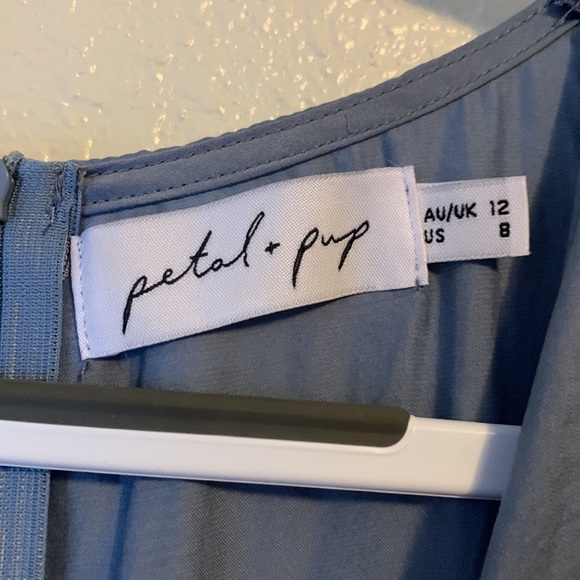 petal + pup
AU/UK 12
US 8